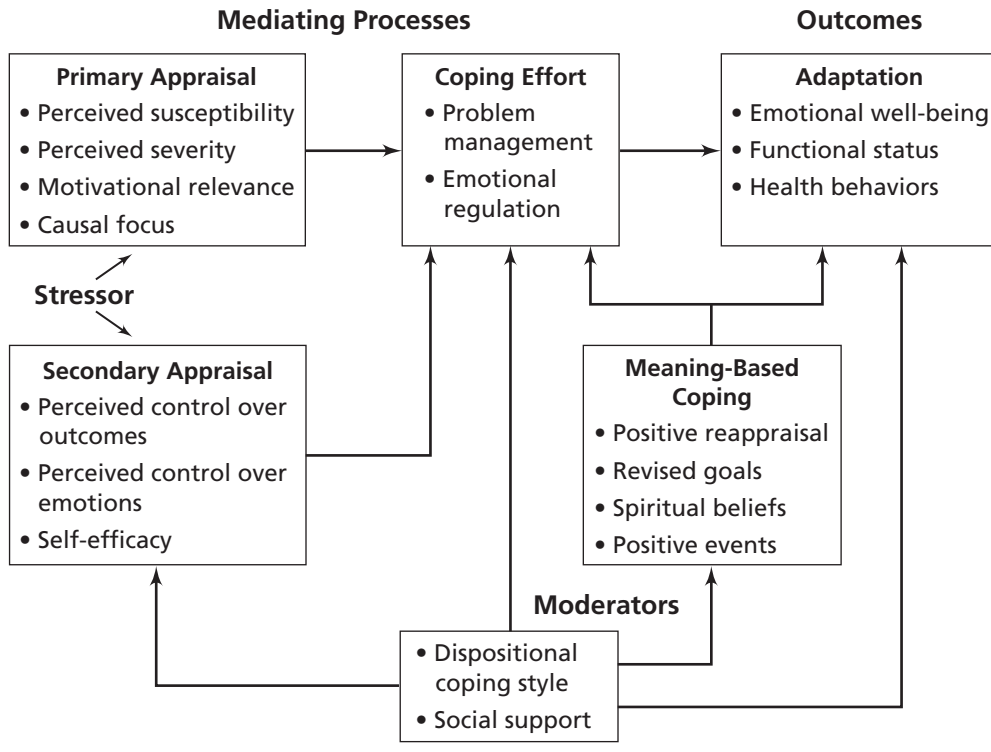 Mediating Processes
Outcomes
Primary Appraisal
• Perceived susceptibility
• Perceived severity
• Motivational relevance
• Causal focus
Coping Effort
• Problem
management
• Emotional
regulation
Adaptation
• Emotional well-being
• Functional status
• Health behaviors
Stressor
Secondary Appraisal
• Perceived control over
outcomes
• Perceived control over
emotions
• Self-efficacy
Meaning-Based
Coping
• Positive reappraisal
• Revised goals
• Spiritual beliefs
• Positive events
Moderators
• Dispositional
coping style
• Social support